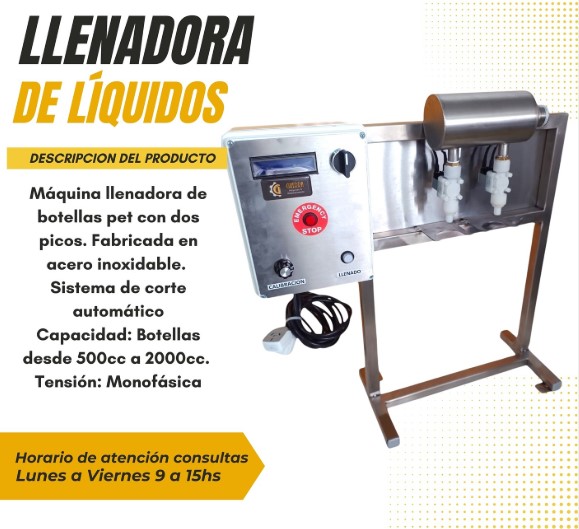 LLENADORA
DE LÍQUIDOS
DESCRIPCION DEL PRODUCTO
Máquina llenadora de
botellas pet con dos
picos. Fabricada en
acero inoxidable.
Sistema de corte
automático
Capacidad: Botellas
desde 500cc a 2000cc.
Tensión: Monofásica
EMERGENCY
STOP
CALIBRACION
LLENADO
Horario de atención consultas
Lunes a Viernes 9 a 15hs